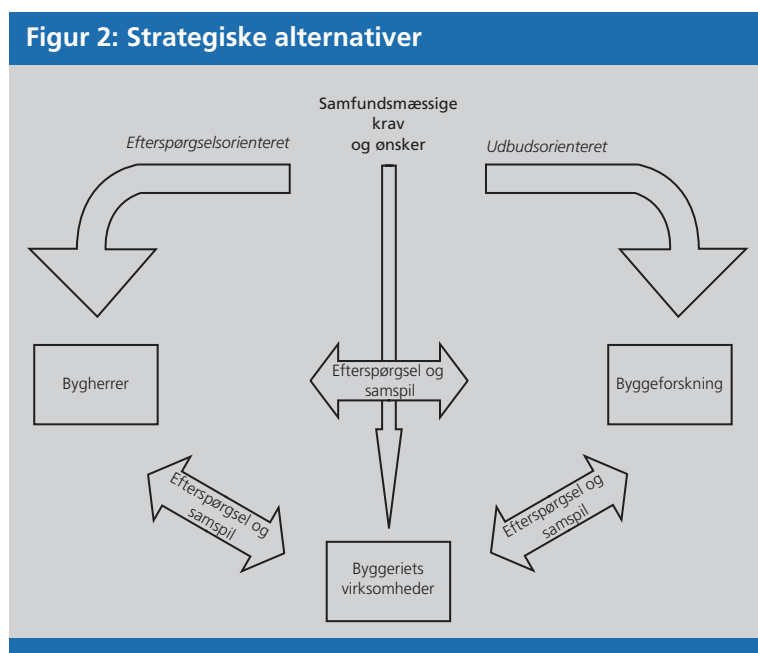 Figur 2: Strategiske alternativer
Samfundsmæssige
krav
og ønsker
Efterspørgselsorienteret
Udbudsorienteret
Bygherrer
Efterspørgsel og
samspil
Byggeforskning
Efterspørgsel og
samspil
Efterspørgsel og
samspil
Byggeriets
virksomheder